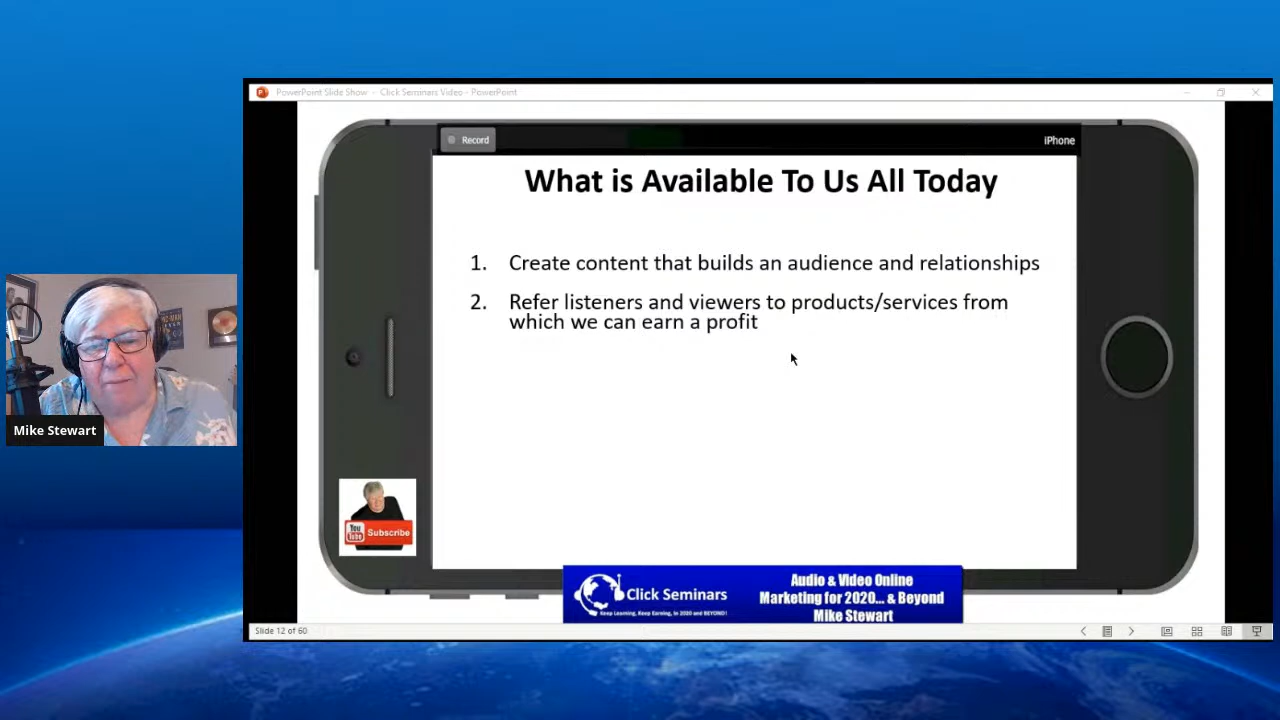 PowerPoint Slide Show - Click Seminars Video - PowerPoint
Record
iPhone
What is Available To Us All Today
1. Create content that builds an audience and relationships
2. Refer listeners and viewers to products/services from
which we can earn a profit
Mike Stewart
You
Tube
Subscribe
Click Seminars
Keep Learning, Keep Earning, In 2020 and BEYOND!
Audio & Video Online
Marketing for 2020... & Beyond
Mike Stewart
Slide 12 of 60